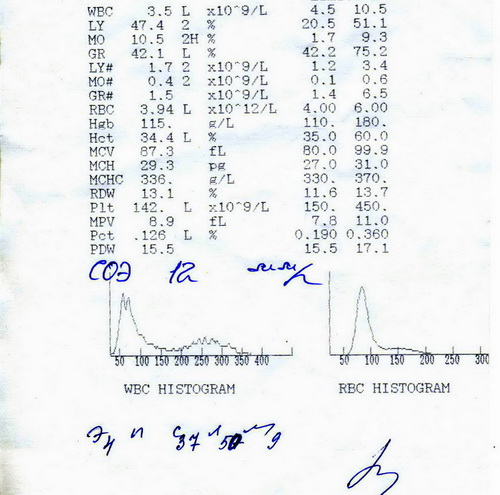 WBC 3.5 L x10^9/L 4.5 10.5
LY 47.4 2 % 20.5 51.1
MO 10.5 2H % 1.7 9.3
GR 42.1 L % 42.2 75.2
LY# 1.7 2 x10^9/L 1.2 3.4
MO# 0.4 2 x10^9/L 0.1 0.6
GR# 1.5 x10^9/L 1.4 6.5
RBC 3.94 L x10^12/L 4.00 6.00
Hgb 115. g/L 110. 180.
Hct 34.4 L % 35.0 60.0
MCV 87.3 fL 80.0 99.9
MCH 29.3 pg 27.0 31.0
MCHC 336. g/L 330. 370.
RDW 13.1 % 11.6 13.7
Plt 142. L x10^9/L 150. 450.
MPV 8.9 fL 7.8 11.0
Pct .126 L % 0.190 0.360
PDW 15.5 15.5 17.1
СОЭ 12 мм/ч
50 100 150 200 250 300 350 400
50 100 150 200 250 300
WBC HISTOGRAM RBC HISTOGRAM